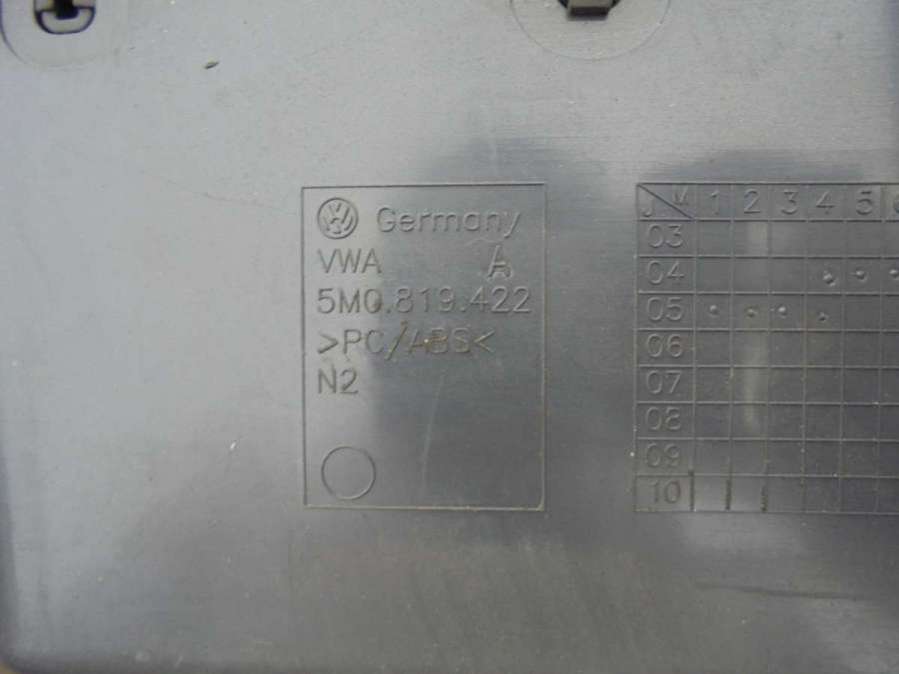 Germany
VWA A
5M0.819.422
>PC/ABS<
N2
J M 1 2 3 4 5
03
04
05
06
07
08
09
10